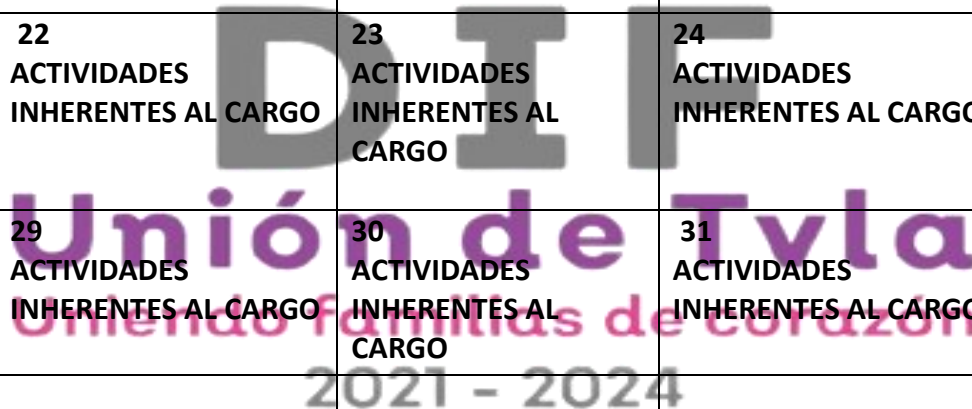 22
ACTIVIDADES
INHERENTES AL CARGO
23
ACTIVIDADES
INHERENTES AL
CARGO
24
ACTIVIDADES
INHERENTES AL CARGO
29
ACTIVIDADES
INHERENTES AL CARGO
30
ACTIVIDADES
INHERENTES AL
CARGO
31
ACTIVIDADES
INHERENTES AL CARGO
DIF
Unión de Tvla
Uniendo familias de corazón
2021 - 2024